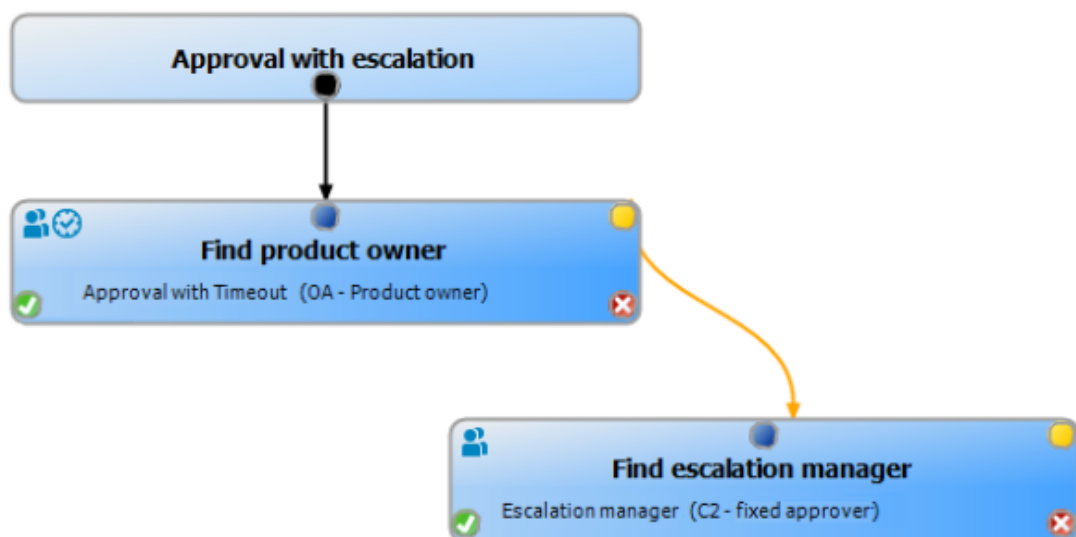 Approval with escalation
Find product owner
Approval with Timeout (OA - Product owner)
Find escalation manager
Escalation manager (C2 - fixed approver)